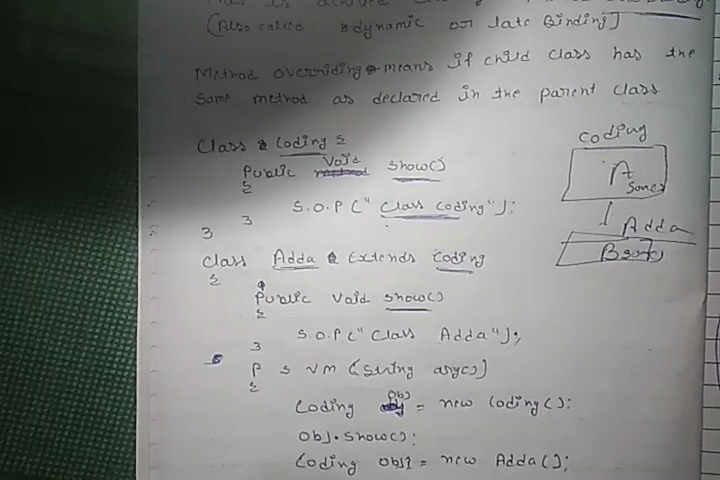 This is
(Also called dynamic or late Binding)
Method overriding means if child class has the
same method as declared in the parent class
Class Coding {
Public Void show()
{
S.O.P (" Class Coding");
}
}
class Adda Extends Coding
{
Public Void show()
{
S.O.P (" Class Adda");
}
P S V M (String args[])
{
Coding obj = new Coding();
Obj.Show();
Coding obj1 = new Adda();
Coding
A
Adda
B